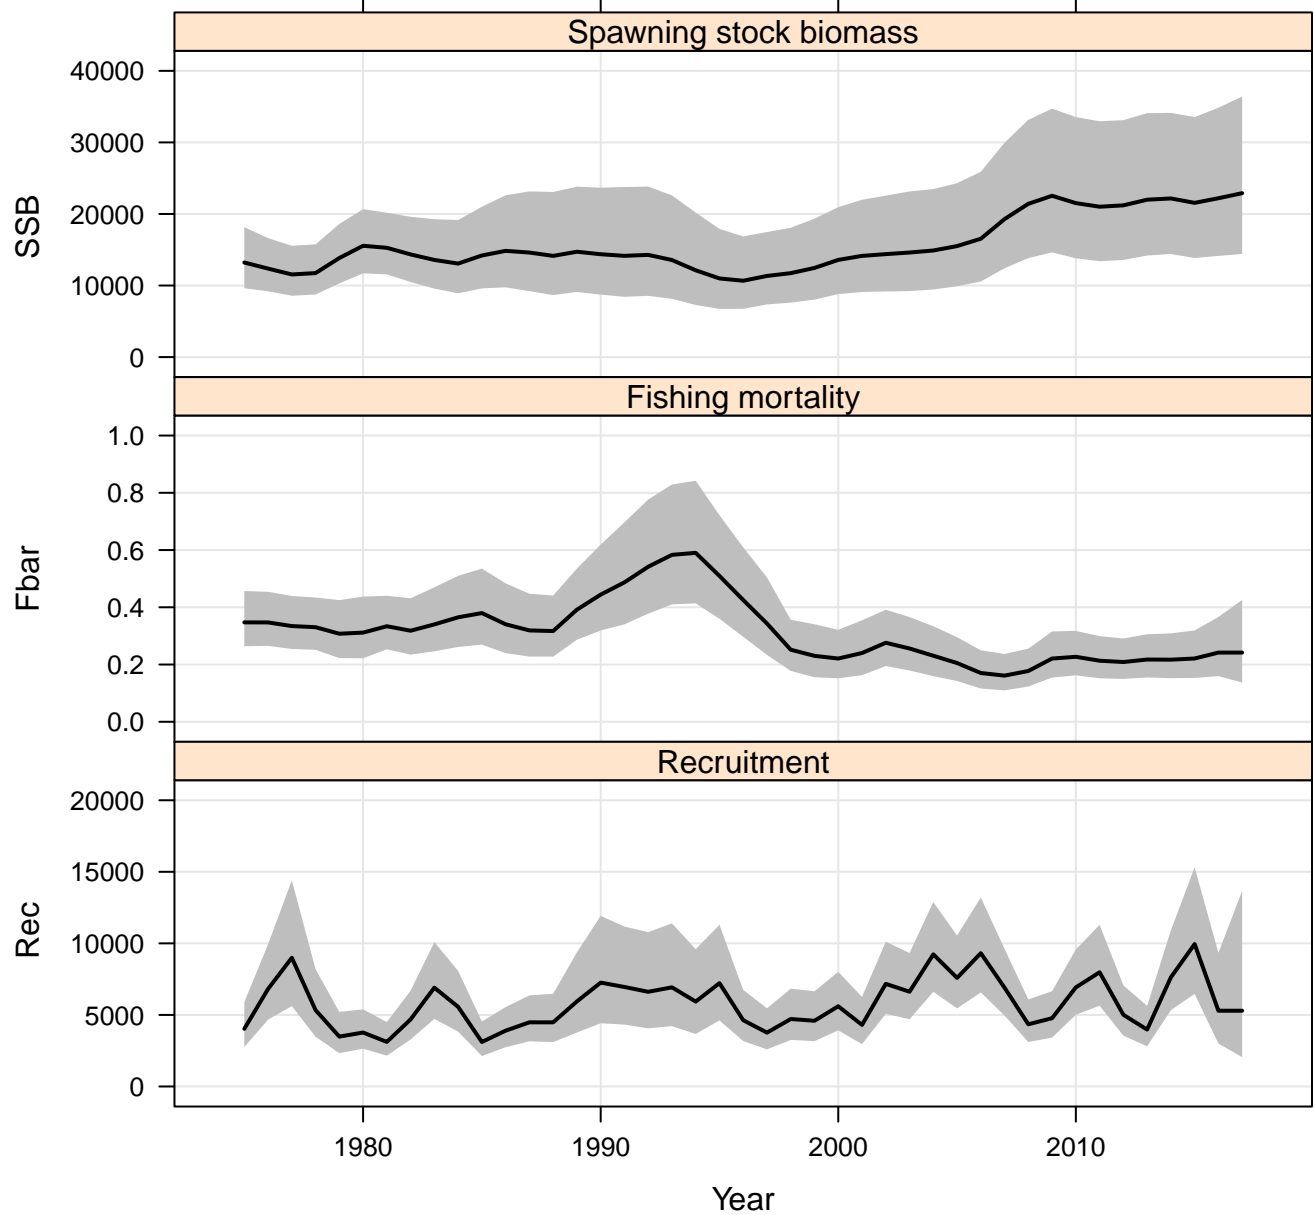 Spawning stock biomass
40000
30000
20000
10000
0
SSB
Fishing mortality
1.0
0.8
0.6
0.4
0.2
0.0
Fbar
Recruitment
20000
15000
10000
5000
0
Rec
1980 1990 2000 2010
Year